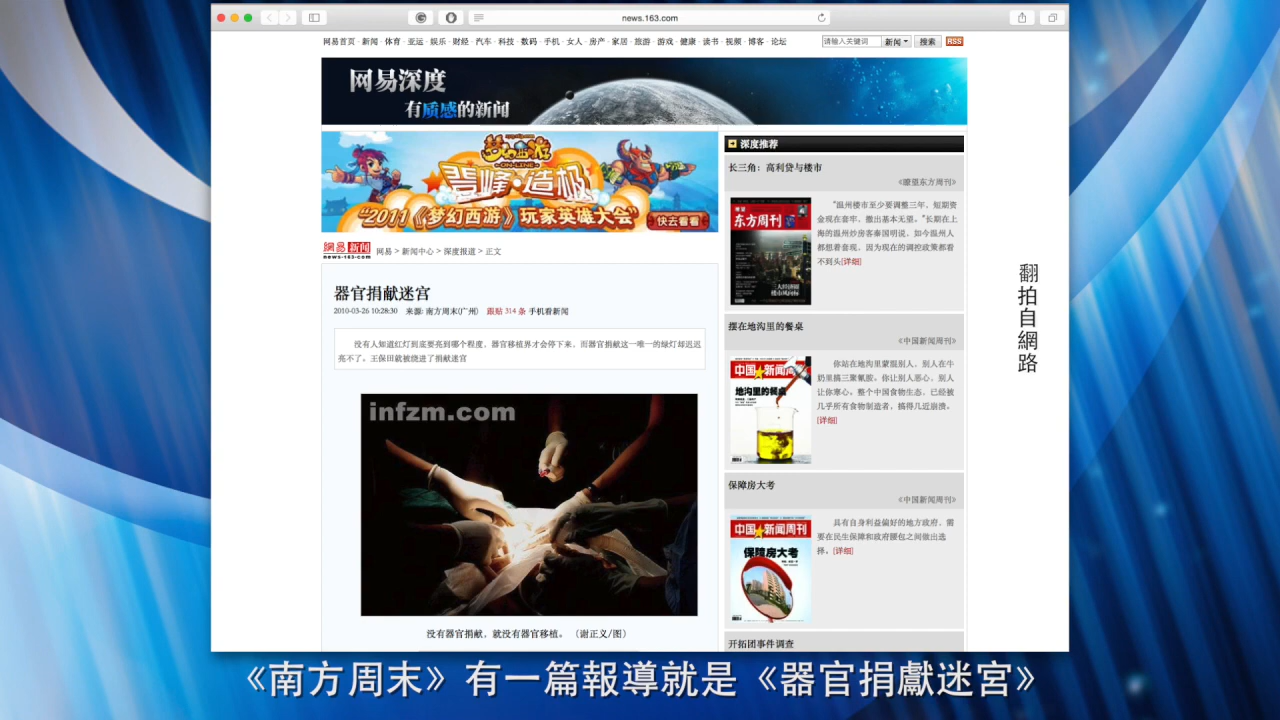 news.163.com
网易首页 - 新闻 - 体育 - 亚运 - 娱乐 - 财经 - 汽车 - 科技 - 数码 - 手机 - 女人 - 房产 - 家居 - 旅游 - 游戏 - 健康 - 读书 - 视频 - 博客 - 论坛
请输入关键词 新闻 搜索 RSS
网易深度
有质感的新闻
梦幻西游
ON-LINE
登峰·造极
“2011《梦幻西游》玩家英雄大会”
快云看看
網易 新闻
news·163·com
网易 > 新闻中心 > 深度报道 > 正文
器官捐献迷宫
2010-03-26 10:28:30 来源: 南方周末(广州) 跟贴 314 条 手机看新闻
没有人知道红灯到底要亮到哪个程度，器官移植界才会停下来，而器官捐献这一唯一的绿灯却迟迟
亮不了。王保田就被绕进了捐献迷宫
infzm.com
没有器官捐献，就没有器官移植。（谢正义/图）
深度推荐
长三角：高利贷与楼市
《瞭望东方周刊》
东方周刊
“温州楼市至少要调整三年，短期资
金现在套牢，撤出基本无望。”长期在上
海的温州炒房客秦国明说，如今温州人
都想着套现，因为现在的调控政策都看
不到头[详细]
摆在地沟里的餐桌
《中国新闻周刊》
中国新闻周刊
地沟里的餐桌
你站在地沟里蒙混别人，别人在牛
奶里搞三聚氰胺。你让别人恶心，别人
让你寒心。整个中国食物生态，已经被
几乎所有食物制造者，搞得几近崩溃。
[详细]
保障房大考
《中国新闻周刊》
中国新闻周刊
保障房大考
具有自身利益偏好的地方政府，需
要在民生保障和政府腰包之间做出选
择。[详细]
开拓团事件调查
翻拍自網路
《南方周末》有一篇報導就是《器官捐獻迷宮》